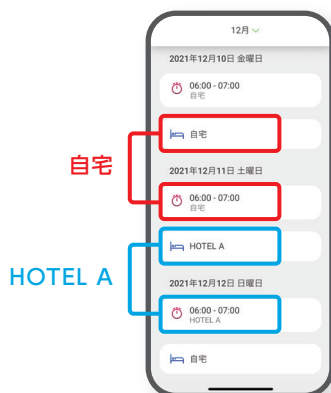 12月
2021年12月10日 金曜日
06:00 - 07:00
自宅
自宅
自宅
2021年12月11日 土曜日
06:00 - 07:00
自宅
HOTEL A
HOTEL A
2021年12月12日 日曜日
06:00 - 07:00
HOTEL A
自宅